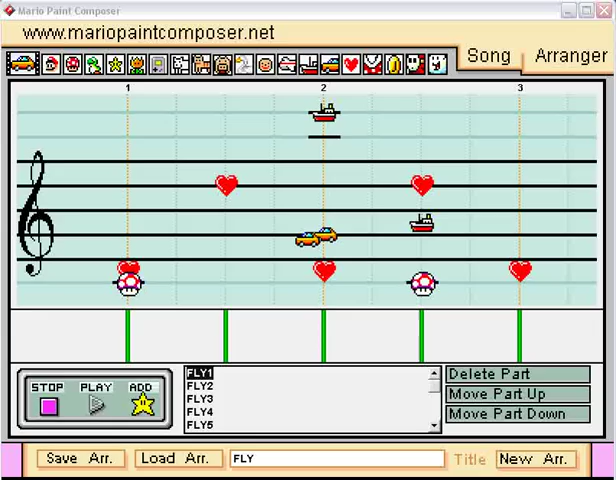 Mario Paint Composer
www.mariopaintcomposer.net
Song
Arranger
1 2 3
STOP PLAY ADD
FLY1
FLY2
FLY3
FLY4
FLY5
Delete Part
Move Part Up
Move Part Down
Save Arr.
Load Arr.
FLY
Title
New Arr.